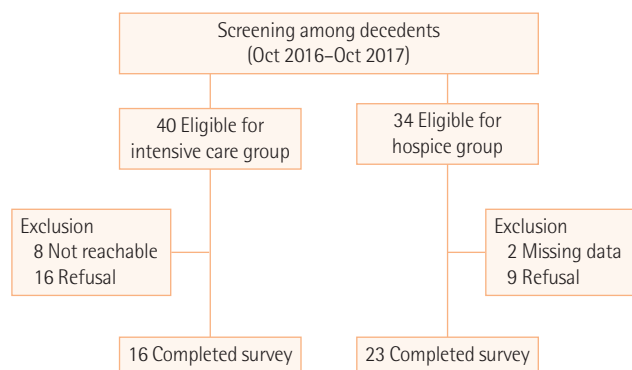 Screening among decedents
(Oct 2016–Oct 2017)
40 Eligible for
intensive care group
34 Eligible for
hospice group
Exclusion
8 Not reachable
16 Refusal
Exclusion
2 Missing data
9 Refusal
16 Completed survey
23 Completed survey